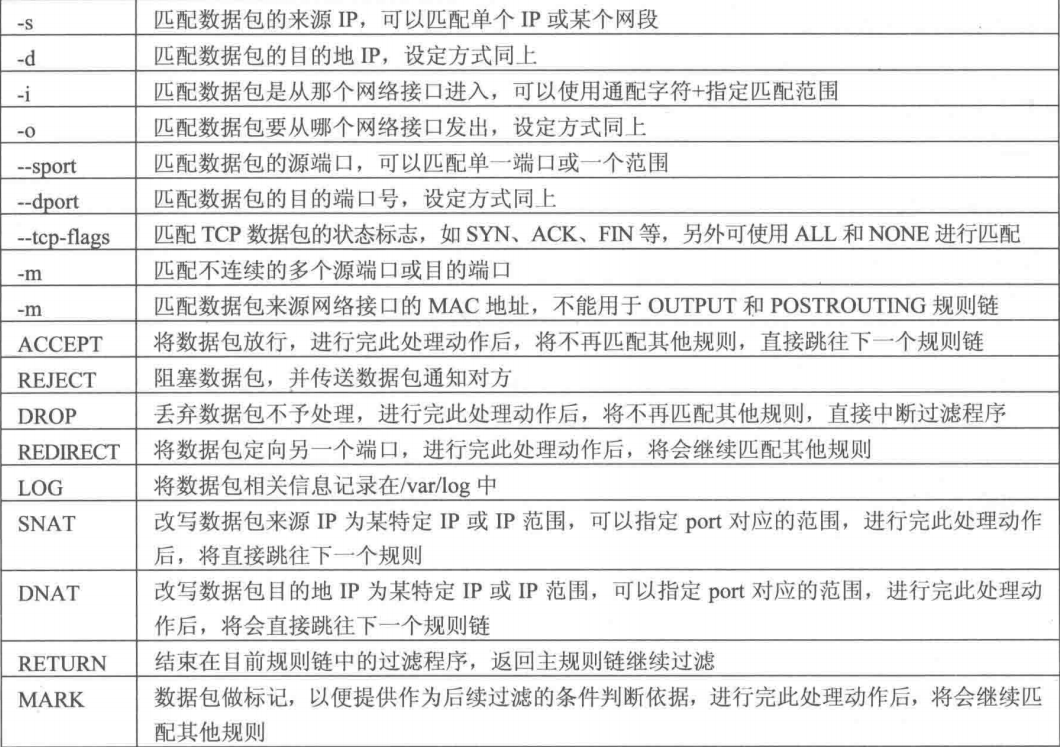 -s 匹配数据包的来源 IP，可以匹配单个 IP 或某个网段
-d 匹配数据包的目的地 IP，设定方式同上
-i 匹配数据包是从那个网络接口进入，可以使用通配字符+指定匹配范围
-o 匹配数据包要从哪个网络接口发出，设定方式同上
--sport 匹配数据包的源端口，可以匹配单一端口或一个范围
--dport 匹配数据包的目的端口号，设定方式同上
--tcp-flags 匹配 TCP 数据包的状态标志，如 SYN、ACK、FIN 等，另外可使用 ALL 和 NONE 进行匹配
-m 匹配不连续的多个源端口或目的端口
-m 匹配数据包来源网络接口的 MAC 地址，不能用于 OUTPUT 和 POSTROUTING 规则链
ACCEPT 将数据包放行，进行完此处理动作后，将不再匹配其他规则，直接跳往下一个规则链
REJECT 阻塞数据包，并传送数据包通知对方
DROP 丢弃数据包不予处理，进行完此处理动作后，将不再匹配其他规则，直接中断过滤程序
REDIRECT 将数据包定向另一个端口，进行完此处理动作后，将会继续匹配其他规则
LOG 将数据包相关信息记录在/var/log 中
SNAT 改写数据包来源 IP 为某特定 IP 或 IP 范围，可以指定 port 对应的范围，进行完此处理动作
后，将直接跳往下一个规则
DNAT 改写数据包目的地 IP 为某特定 IP 或 IP 范围，可以指定 port 对应的范围，进行完此处理动
作后，将会直接跳往下一个规则链
RETURN 结束在目前规则链中的过滤程序，返回主规则链继续过滤
MARK 数据包做标记，以便提供作为后续过滤的条件判断依据，进行完此处理动作后，将会继续匹
配其他规则